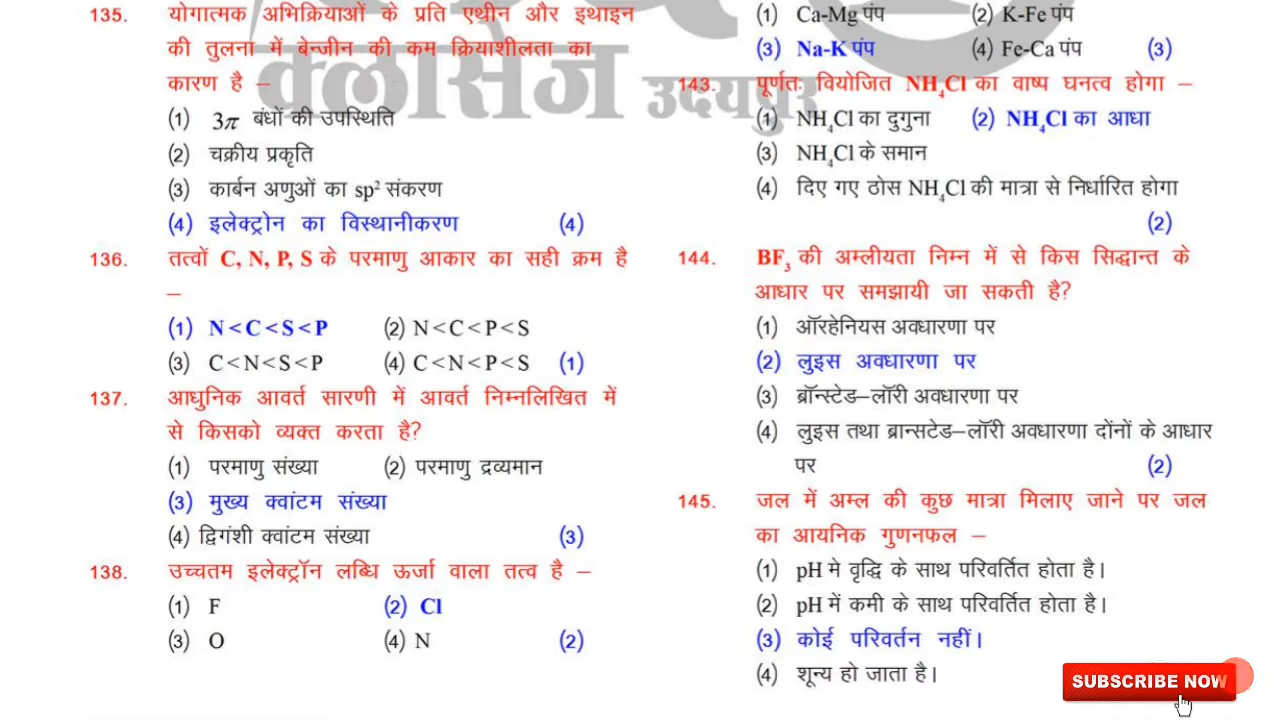 135. योगात्मक अभिक्रियाओं के प्रति एथीन और इथाइन
की तुलना में बेन्जीन की कम क्रियाशीलता का
कारण है –
(1) 3π बंधों की उपस्थिति
(2) चक्रीय प्रकृति
(3) कार्बन अणुओं का sp² संकरण
(4) इलेक्ट्रोन का विस्थानीकरण (4)
136. तत्वों C, N, P, S के परमाणु आकार का सही क्रम है
–
(1) N < C < S < P (2) N < C < P < S
(3) C < N < S < P (4) C < N < P < S (1)
137. आधुनिक आवर्त सारणी में आवर्त निम्नलिखित में
से किसको व्यक्त करता है?
(1) परमाणु संख्या (2) परमाणु द्रव्यमान
(3) मुख्य क्वांटम संख्या
(4) द्विगंशी क्वांटम संख्या (3)
138. उच्चतम इलेक्ट्रॉन लब्धि ऊर्जा वाला तत्व है –
(1) F (2) Cl
(3) O (4) N (2)
(1) Ca-Mg पंप (2) K-Fe पंप
(3) Na-K पंप (4) Fe-Ca पंप (3)
143. पूर्णतः वियोजित NH₄Cl का वाष्प घनत्व होगा –
(1) NH₄Cl का दुगुना (2) NH₄Cl का आधा
(3) NH₄Cl के समान
(4) दिए गए ठोस NH₄Cl की मात्रा से निर्धारित होगा
(2)
144. BF₃ की अम्लीयता निम्न में से किस सिद्धान्त के
आधार पर समझायी जा सकती है?
(1) ऑरहेनियस अवधारणा पर
(2) लुइस अवधारणा पर
(3) ब्रॉन्स्टेड–लॉरी अवधारणा पर
(4) लुइस तथा ब्रान्सटेड–लॉरी अवधारणा दोंनों के आधार
पर (2)
145. जल में अम्ल की कुछ मात्रा मिलाए जाने पर जल
का आयनिक गुणनफल –
(1) pH मे वृद्धि के साथ परिवर्तित होता है।
(2) pH में कमी के साथ परिवर्तित होता है।
(3) कोई परिवर्तन नहीं।
(4) शून्य हो जाता है।
क्लासेज उदयपुर
SUBSCRIBE NOW